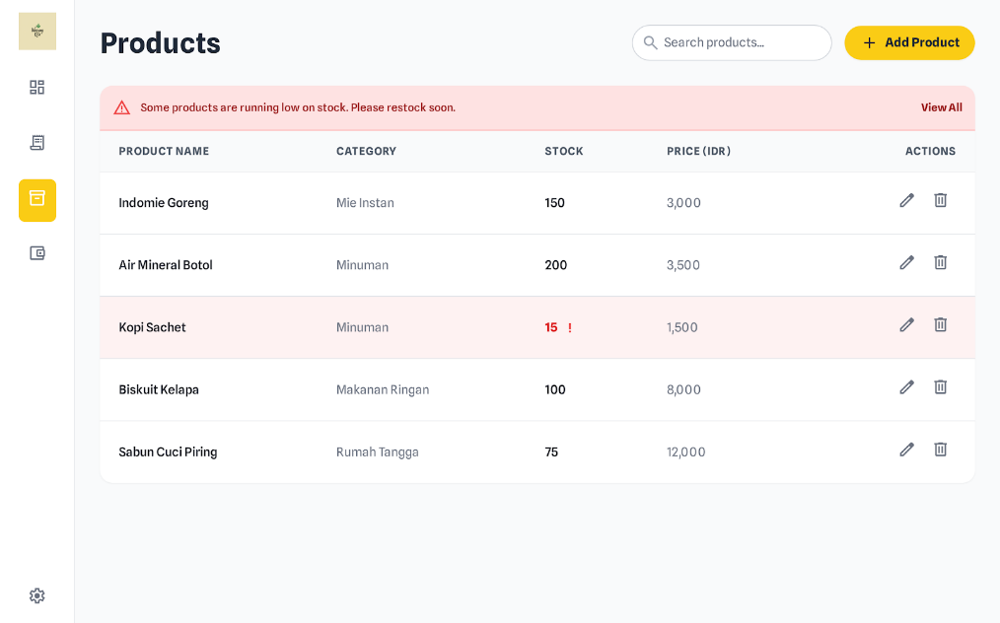 Products
Search products...
Add Product
Some products are running low on stock. Please restock soon.
View All
PRODUCT NAME CATEGORY STOCK PRICE (IDR) ACTIONS
Indomie Goreng Mie Instan 150 3,000
Air Mineral Botol Minuman 200 3,500
Kopi Sachet Minuman 15 ! 1,500
Biskuit Kelapa Makanan Ringan 100 8,000
Sabun Cuci Piring Rumah Tangga 75 12,000